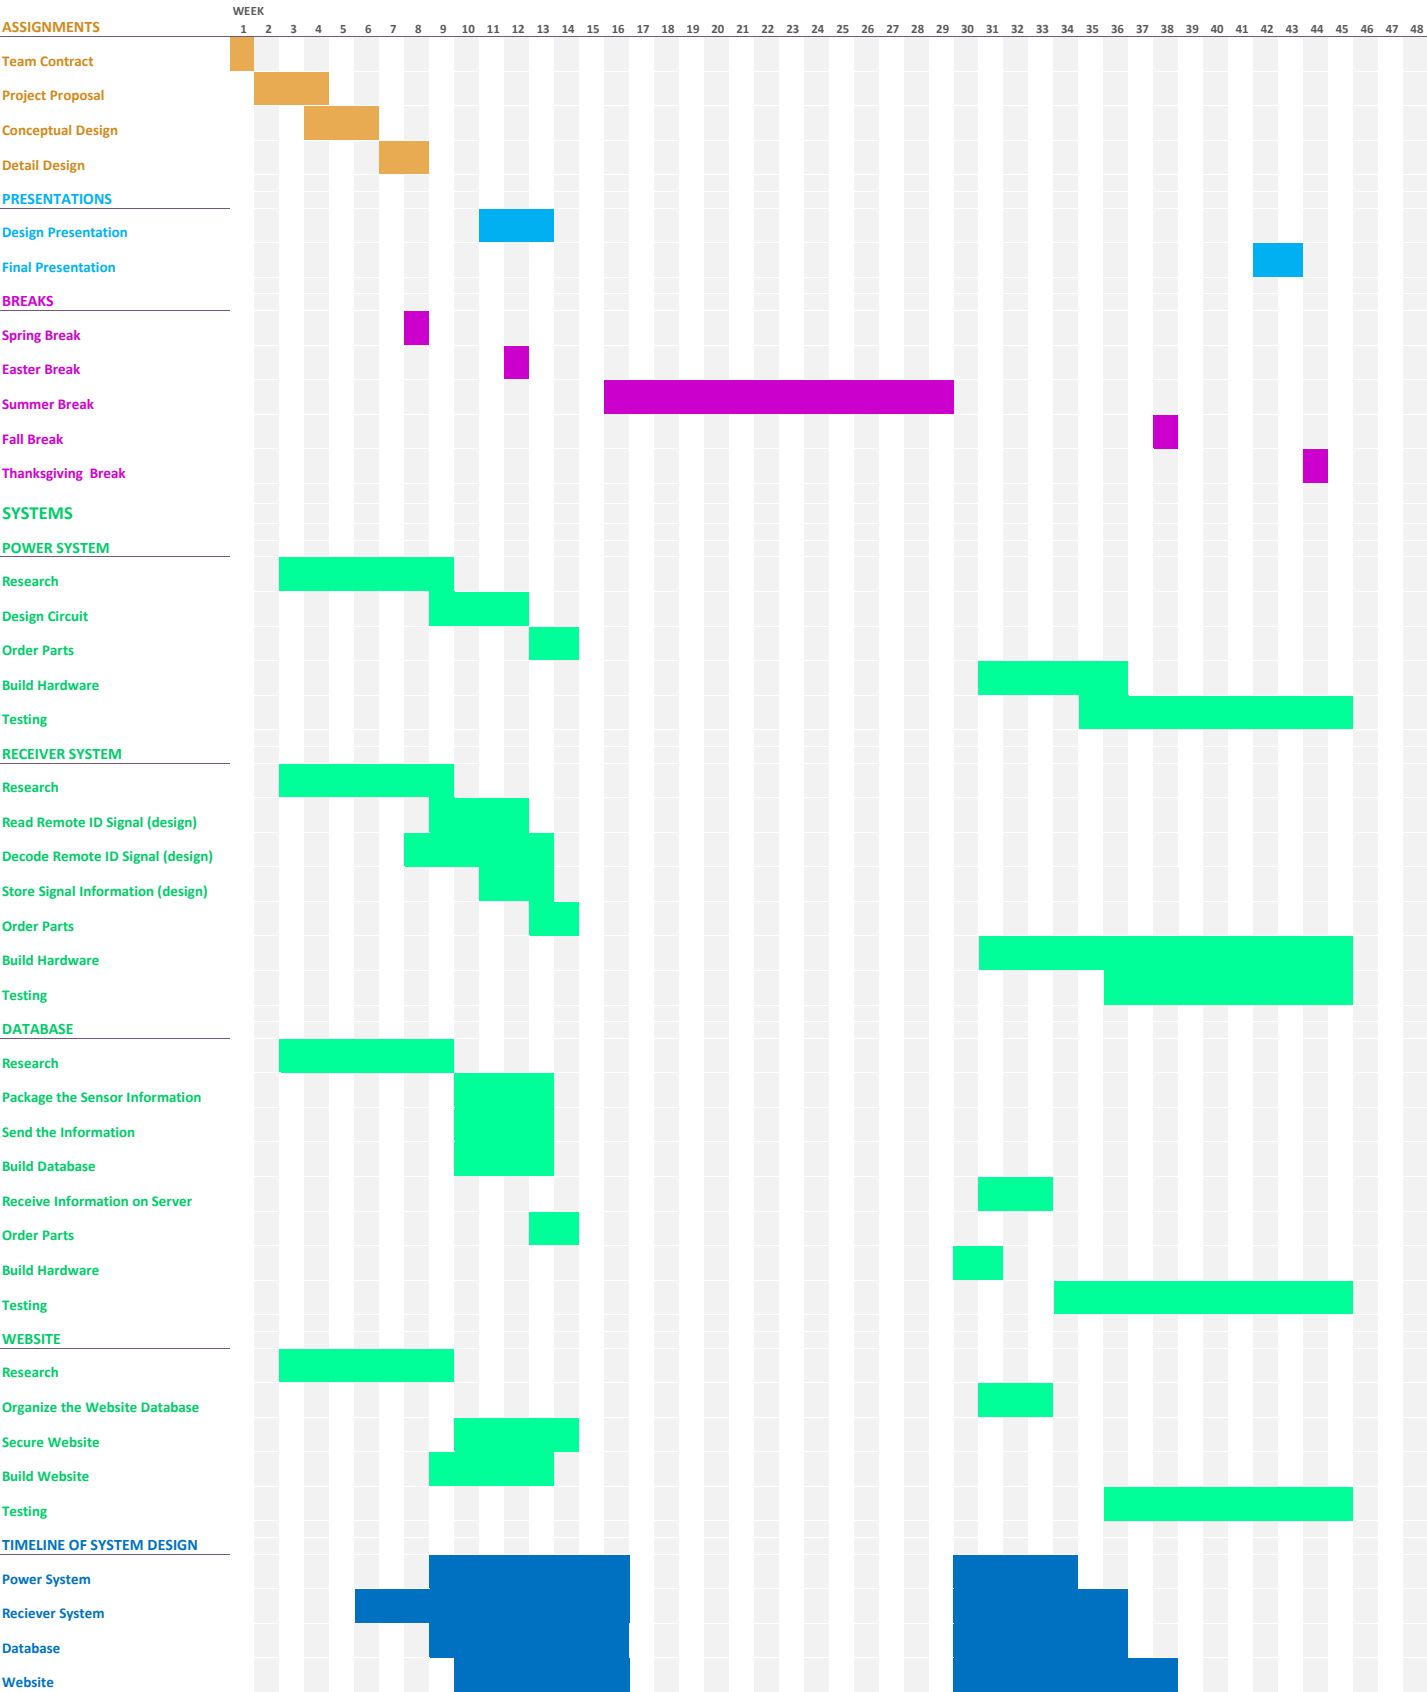 WEEK
ASSIGNMENTS 1 2 3 4 5 6 7 8 9 10 11 12 13 14 15 16 17 18 19 20 21 22 23 24 25 26 27 28 29 30 31 32 33 34 35 36 37 38 39 40 41 42 43 44 45 46 47 48
Team Contract
Project Proposal
Conceptual Design
Detail Design
PRESENTATIONS
Design Presentation
Final Presentation
BREAKS
Spring Break
Easter Break
Summer Break
Fall Break
Thanksgiving  Break
SYSTEMS
POWER SYSTEM
Research
Design Circuit
Order Parts
Build Hardware
Testing
RECEIVER SYSTEM
Research
Read Remote ID Signal (design)
Decode Remote ID Signal (design)
Store Signal Information (design)
Order Parts
Build Hardware
Testing
DATABASE
Research
Package the Sensor Information
Send the Information
Build Database
Receive Information on Server
Order Parts
Build Hardware
Testing
WEBSITE
Research
Organize the Website Database
Secure Website
Build Website
Testing
TIMELINE OF SYSTEM DESIGN
Power System
Reciever System
Database
Website